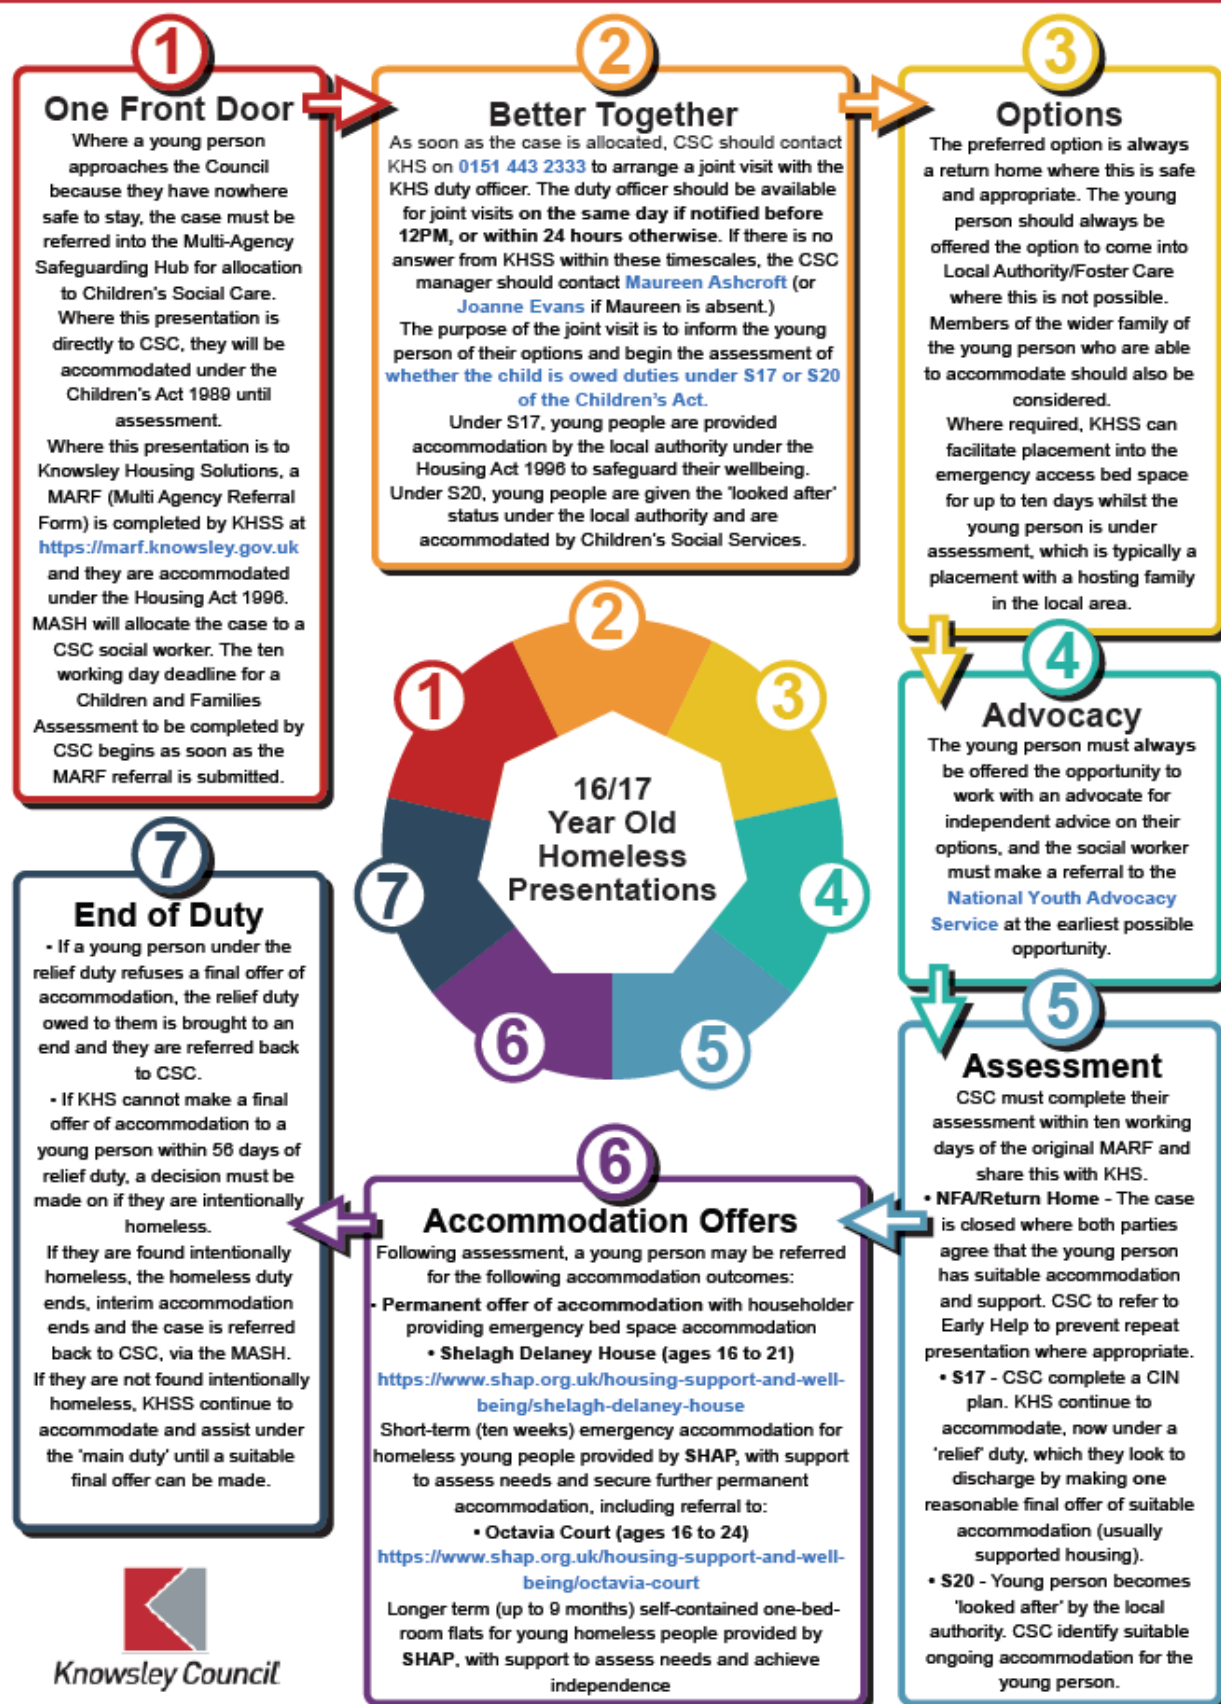 1
One Front Door
Where a young person
approaches the Council
because they have nowhere
safe to stay, the case must be
referred into the Multi-Agency
Safeguarding Hub for allocation
to Children's Social Care.
Where this presentation is
directly to CSC, they will be
accommodated under the
Children's Act 1989 until
assessment.
Where this presentation is to
Knowsley Housing Solutions, a
MARF (Multi Agency Referral
Form) is completed by KHSS at
https://marf.knowsley.gov.uk
and they are accommodated
under the Housing Act 1996.
MASH will allocate the case to a
CSC social worker. The ten
working day deadline for a
Children and Families
Assessment to be completed by
CSC begins as soon as the
MARF referral is submitted.
2
Better Together
As soon as the case is allocated, CSC should contact
KHS on 0151 443 2333 to arrange a joint visit with the
KHS duty officer. The duty officer should be available
for joint visits on the same day if notified before
12PM, or within 24 hours otherwise. If there is no
answer from KHSS within these timescales, the CSC
manager should contact Maureen Ashcroft (or
Joanne Evans if Maureen is absent.)
The purpose of the joint visit is to inform the young
person of their options and begin the assessment of
whether the child is owed duties under S17 or S20
of the Children's Act.
Under S17, young people are provided
accommodation by the local authority under the
Housing Act 1996 to safeguard their wellbeing.
Under S20, young people are given the 'looked after'
status under the local authority and are
accommodated by Children's Social Services.
3
Options
The preferred option is always
a return home where this is safe
and appropriate. The young
person should always be
offered the option to come into
Local Authority/Foster Care
where this is not possible.
Members of the wider family of
the young person who are able
to accommodate should also be
considered.
Where required, KHSS can
facilitate placement into the
emergency access bed space
for up to ten days whilst the
young person is under
assessment, which is typically a
placement with a hosting family
in the local area.
4
Advocacy
The young person must always
be offered the opportunity to
work with an advocate for
independent advice on their
options, and the social worker
must make a referral to the
National Youth Advocacy
Service at the earliest possible
opportunity.
5
Assessment
CSC must complete their
assessment within ten working
days of the original MARF and
share this with KHS.
• NFA/Return Home - The case
is closed where both parties
agree that the young person
has suitable accommodation
and support. CSC to refer to
Early Help to prevent repeat
presentation where appropriate.
• S17 - CSC complete a CIN
plan. KHS continue to
accommodate, now under a
'relief' duty, which they look to
discharge by making one
reasonable final offer of suitable
accommodation (usually
supported housing).
• S20 - Young person becomes
'looked after' by the local
authority. CSC identify suitable
ongoing accommodation for the
young person.
6
Accommodation Offers
Following assessment, a young person may be referred
for the following accommodation outcomes:
• Permanent offer of accommodation with householder
providing emergency bed space accommodation
• Shelagh Delaney House (ages 16 to 21)
https://www.shap.org.uk/housing-support-and-well-
being/shelagh-delaney-house
Short-term (ten weeks) emergency accommodation for
homeless young people provided by SHAP, with support
to assess needs and secure further permanent
accommodation, including referral to:
• Octavia Court (ages 16 to 24)
https://www.shap.org.uk/housing-support-and-well-
being/octavia-court
Longer term (up to 9 months) self-contained one-bed-
room flats for young homeless people provided by
SHAP, with support to assess needs and achieve
independence
7
End of Duty
- If a young person under the
relief duty refuses a final offer of
accommodation, the relief duty
owed to them is brought to an
end and they are referred back
to CSC.
- If KHS cannot make a final
offer of accommodation to a
young person within 56 days of
relief duty, a decision must be
made on if they are intentionally
homeless.
If they are found intentionally
homeless, the homeless duty
ends, interim accommodation
ends and the case is referred
back to CSC, via the MASH.
If they are not found intentionally
homeless, KHSS continue to
accommodate and assist under
the 'main duty' until a suitable
final offer can be made.
1
2
3
4
5
6
7
16/17
Year Old
Homeless
Presentations
Knowsley Council